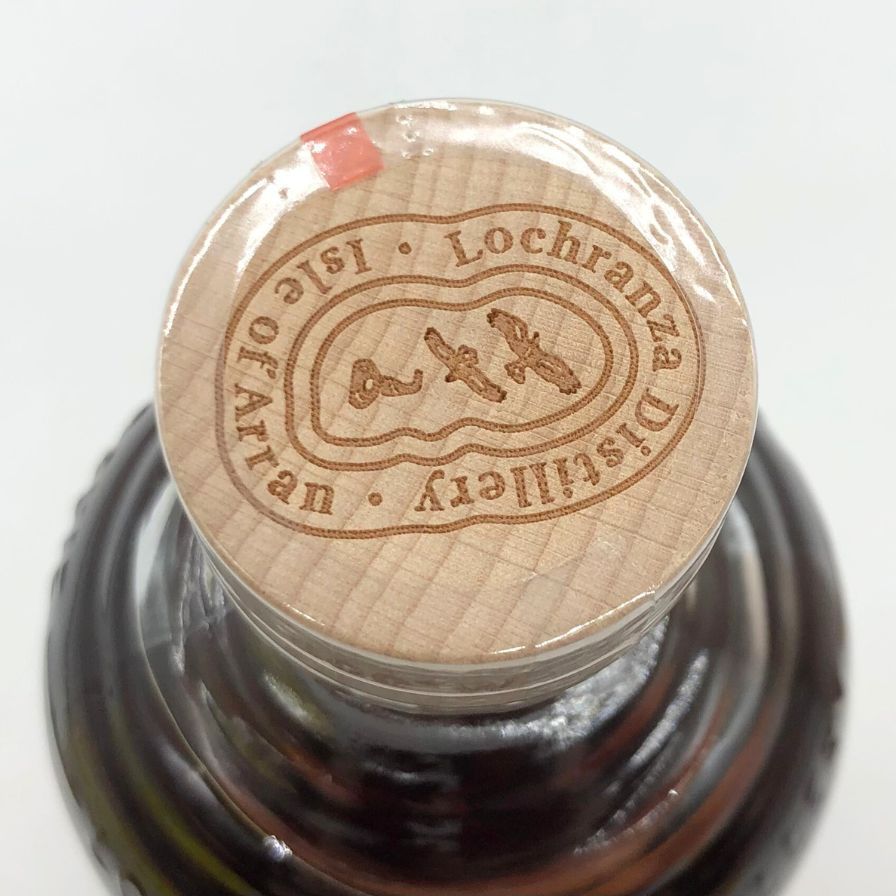 Lochranza Distillery
Isle of Arran